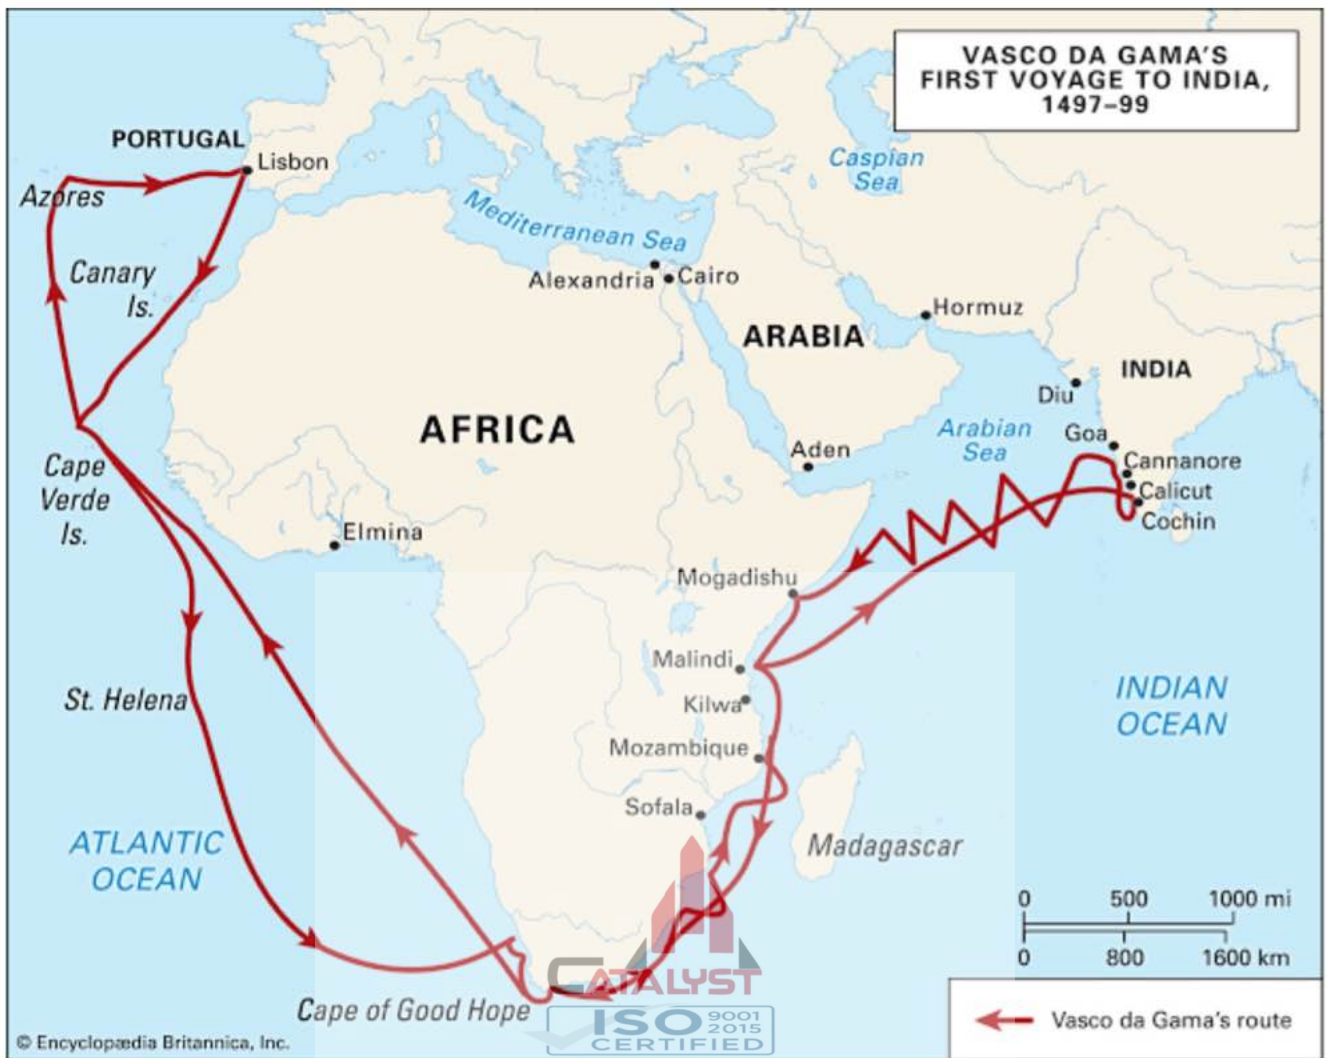 VASCO DA GAMA'S
FIRST VOYAGE TO INDIA,
1497–99
PORTUGAL
Lisbon
Azores
Caspian
Sea
Mediterranean Sea
Canary
Is.
Alexandria
Cairo
Hormuz
ARABIA
INDIA
Diu
AFRICA
Arabian
Sea
Goa
Aden
Cannanore
Cape
Verde
Is.
Calicut
Cochin
Elmina
Mogadishu
Malindi
St. Helena
Kilwa
INDIAN
OCEAN
Mozambique
Sofala
ATLANTIC
OCEAN
Madagascar
0 500 1000 mi
0 800 1600 km
CATALYST
Cape of Good Hope
ISO 9001
2015
CERTIFIED
Vasco da Gama's route
© Encyclopædia Britannica, Inc.